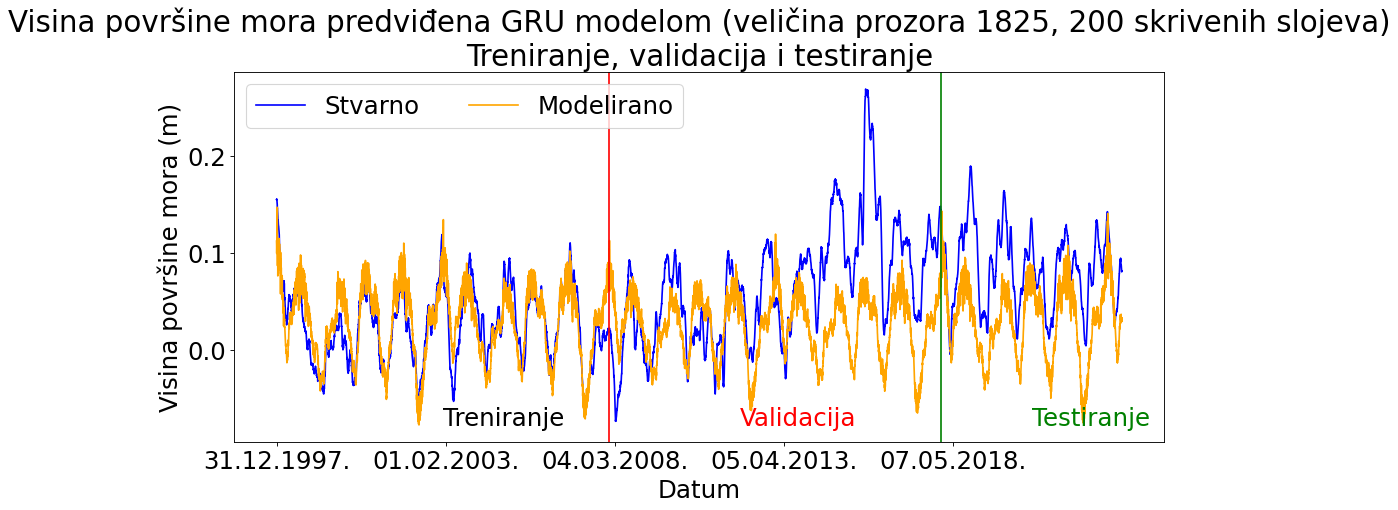 Visina površine mora predviđena GRU modelom (veličina prozora 1825, 200 skrivenih slojeva)
Treniranje, validacija i testiranje
Stvarno
Modelirano
Visina površine mora (m)
0.2
0.1
0.0
Treniranje
Validacija
Testiranje
31.12.1997.
01.02.2003.
04.03.2008.
05.04.2013.
07.05.2018.
Datum